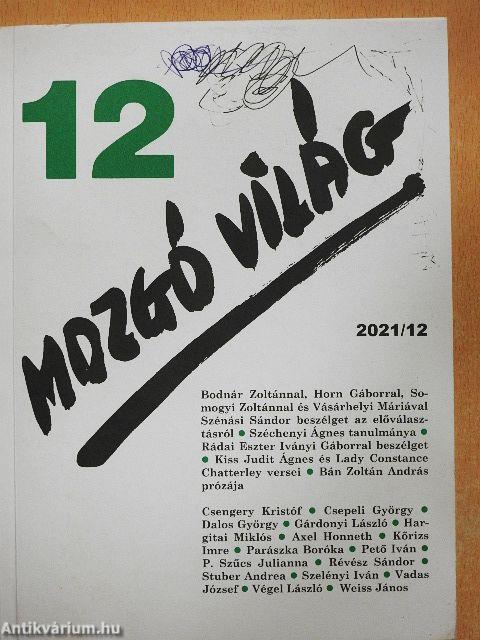 12
MOZGÓ VILÁG
2021/12
Bodnár Zoltánnal, Horn Gáborral, So-
mogyi Zoltánnal és Vásárhelyi Máriával
Szénási Sándor beszélget az előválasz-
tásról ● Széchenyi Ágnes tanulmánya ●
Rádai Eszter Iványi Gáborral beszélget
● Kiss Judit Ágnes és Lady Constance
Chatterley versei ● Bán Zoltán András
prózája
Csengery Kristóf ● Csepeli György ●
Dalos György ● Gárdonyi László ● Har-
gitai Miklós ● Axel Honneth ● Kőrizs
Imre ● Parászka Boróka ● Pető Iván ●
P. Szűcs Julianna ● Révész Sándor ●
Stuber Andrea ● Szelényi Iván ● Vadas
József ● Végel László ● Weiss János
Antikvárium.hu